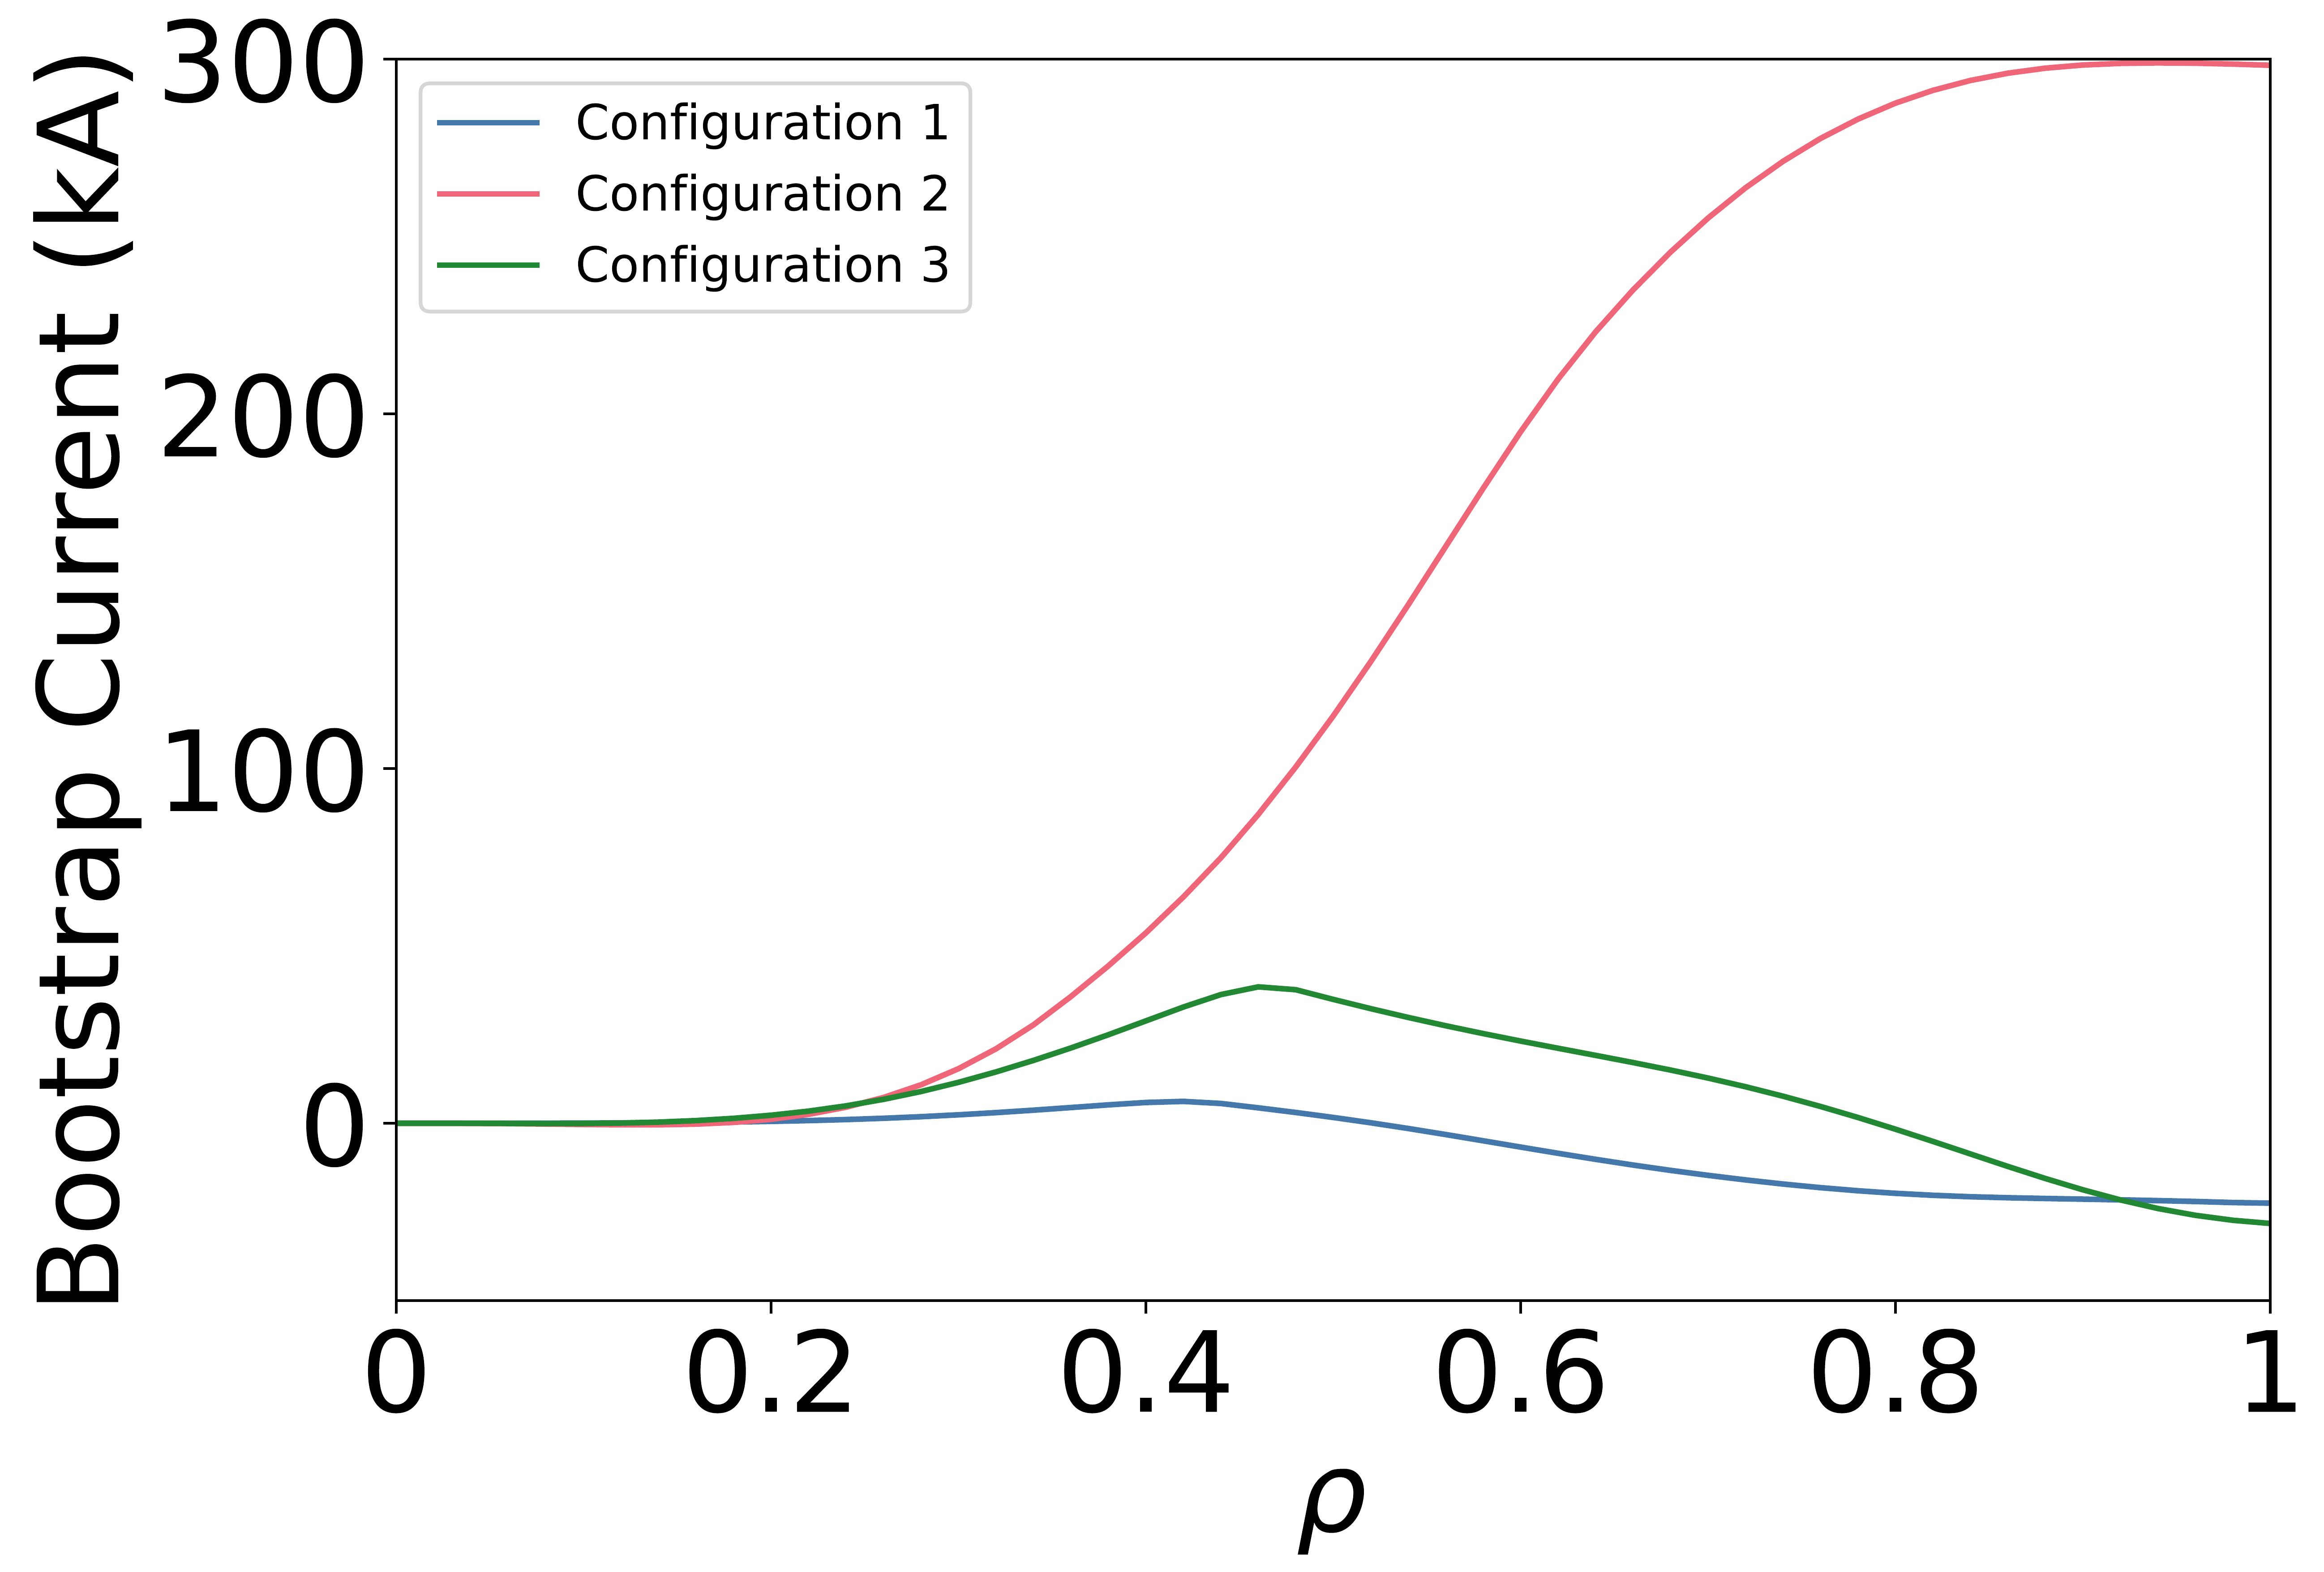 Bootstrap Current (kA)
300
200
100
0
Configuration 1
Configuration 2
Configuration 3
0 0.2 0.4 0.6 0.8 1
ρ